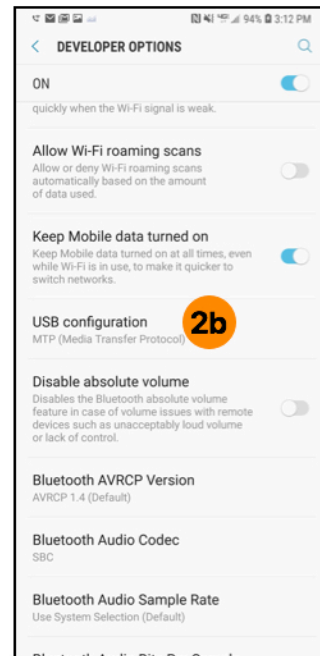 94% 3:12 PM
DEVELOPER OPTIONS
ON
quickly when the Wi-Fi signal is weak.
Allow Wi-Fi roaming scans
Allow or deny Wi-Fi roaming scans
automatically based on the amount
of data used.
Keep Mobile data turned on
Keep Mobile data turned on at all times, even
while Wi-Fi is in use, to make it quicker to
switch networks.
USB configuration
2b
MTP (Media Transfer Protocol)
Disable absolute volume
Disables the Bluetooth absolute volume
feature in case of volume issues with remote
devices such as unacceptably loud volume
or lack of control.
Bluetooth AVRCP Version
AVRCP 1.4 (Default)
Bluetooth Audio Codec
SBC
Bluetooth Audio Sample Rate
Use System Selection (Default)